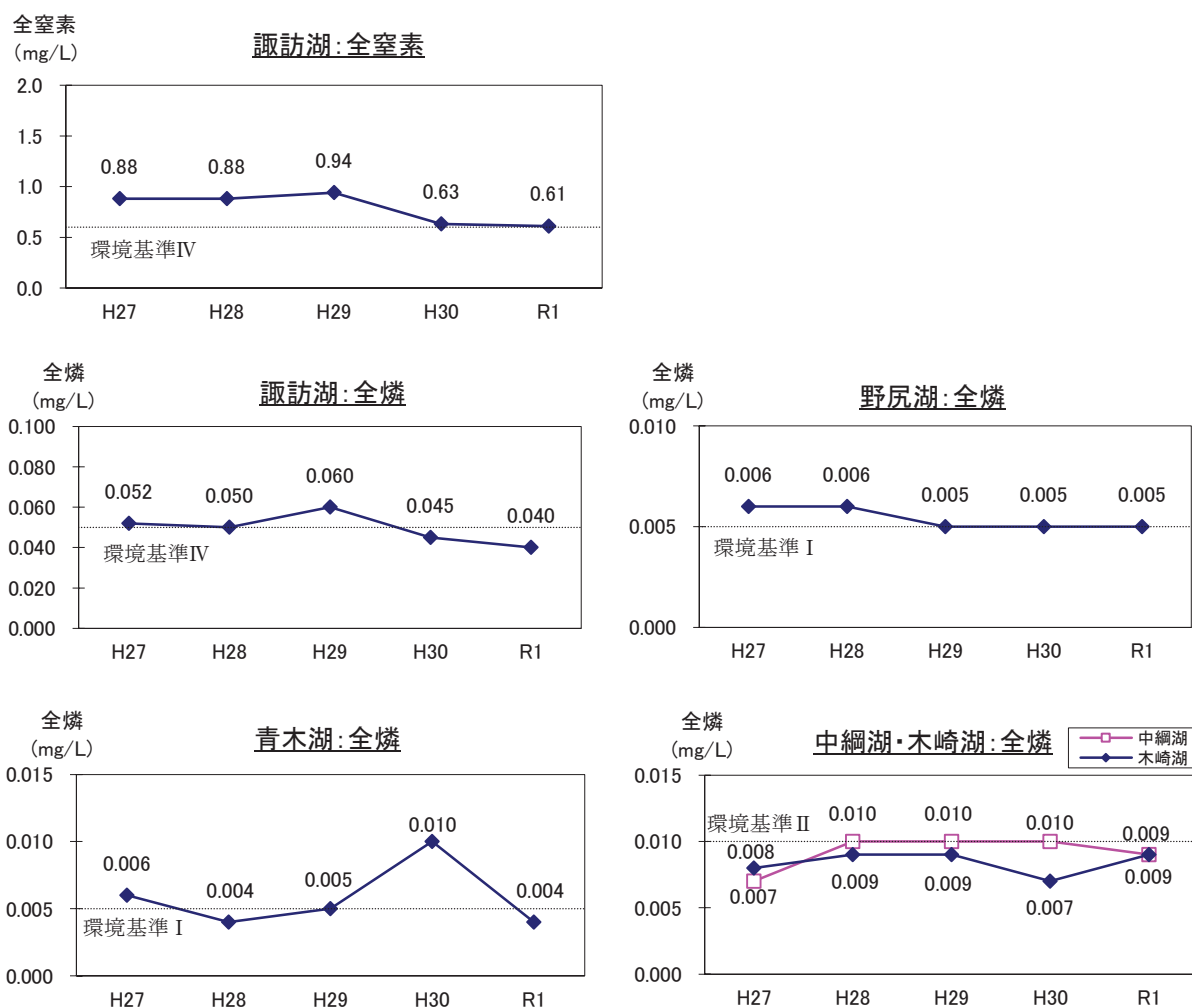 全窒素
(mg/L)
諏訪湖：全窒素
2.0
1.5
1.0
0.5
0.0
0.88
0.88
0.94
0.63
0.61
環境基準Ⅳ
H27 H28 H29 H30 R1
全燐
(mg/L)
諏訪湖：全燐
0.100
0.080
0.060
0.040
0.020
0.000
0.052
0.050
0.060
0.045
0.040
環境基準Ⅳ
H27 H28 H29 H30 R1
全燐
(mg/L)
野尻湖：全燐
0.010
0.005
0.000
0.006
0.006
0.005
0.005
0.005
環境基準Ⅰ
H27 H28 H29 H30 R1
全燐
(mg/L)
青木湖：全燐
0.015
0.010
0.005
0.000
0.006
0.004
0.005
0.010
0.004
環境基準Ⅰ
H27 H28 H29 H30 R1
全燐
(mg/L)
中綱湖・木崎湖：全燐
中綱湖
木崎湖
0.015
0.010
0.005
0.000
環境基準Ⅱ
0.010
0.010
0.010
0.009
0.008
0.007
0.009
0.009
0.007
0.009
H27 H28 H29 H30 R1